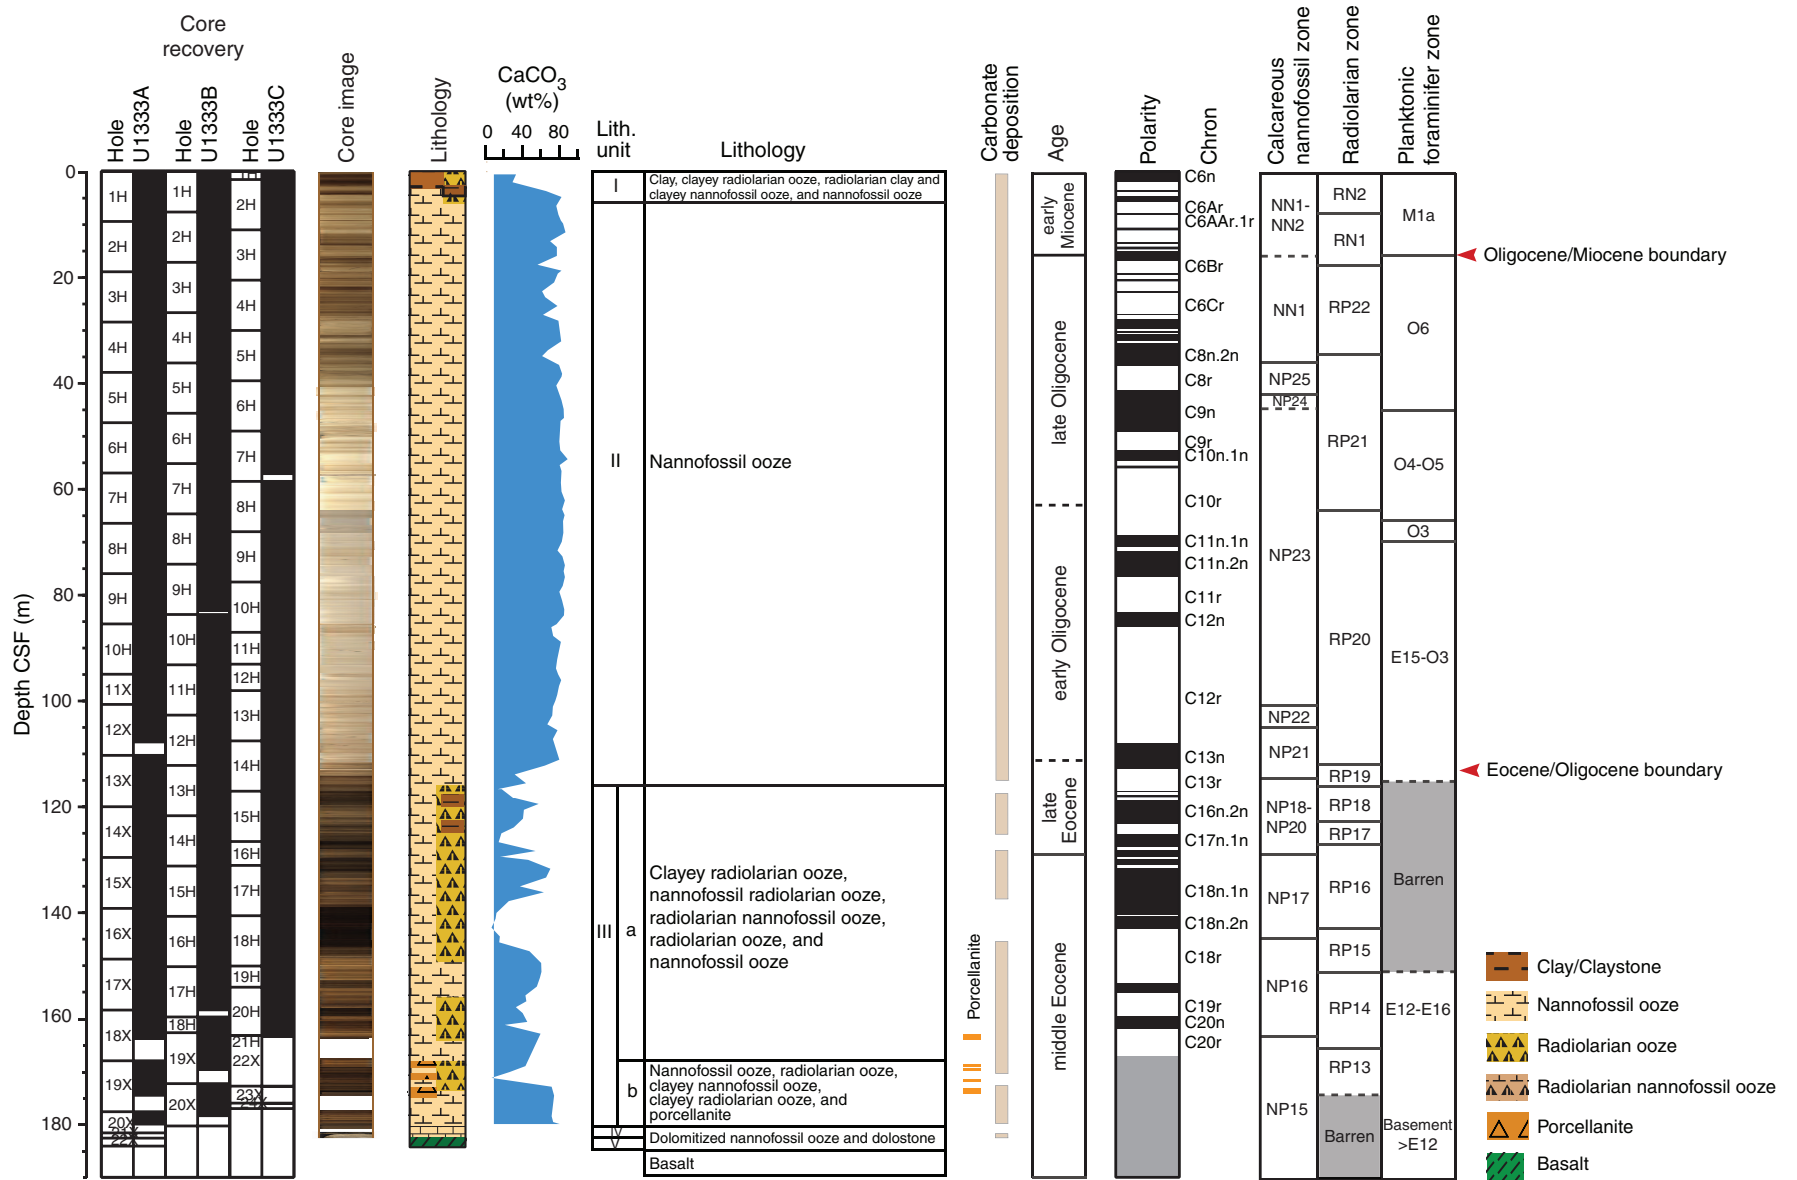 Core
recovery
Hole
U1333A
Hole
U1333B
Hole
U1333C
Core image
Lithology
CaCO3
(wt%)
0 40 80
Lith.
unit
Lithology
Carbonate
deposition
Age
Polarity
Chron
Calcareous
nannofossil zone
Radiolarian zone
Planktonic
foraminifer zone
Depth CSF (m)
0
20
40
60
80
100
120
140
160
180
1H
2H
3H
4H
5H
6H
7H
8H
9H
10H
11X
12X
13X
14X
15X
16X
17X
18X
19X
20X
21X
22X
1H
2H
3H
4H
5H
6H
7H
8H
9H
10H
11H
12H
13H
14H
15H
16H
17H
18H
19X
20X
1H
2H
3H
4H
5H
6H
7H
8H
9H
10H
11H
12H
13H
14H
15H
16H
17H
18H
19H
20H
21H
22X
23X
24X
I
Clay, clayey radiolarian ooze, radiolarian clay and
clayey nannofossil ooze, and nannofossil ooze
II
Nannofossil ooze
III
a
Clayey radiolarian ooze,
nannofossil radiolarian ooze,
radiolarian nannofossil ooze,
radiolarian ooze, and
nannofossil ooze
b
Nannofossil ooze, radiolarian ooze,
clayey nannofossil ooze,
clayey radiolarian ooze, and
porcellanite
IV
V
Dolomitized nannofossil ooze and dolostone
Basalt
Porcellanite
early
Miocene
late Oligocene
early Oligocene
late
Eocene
middle Eocene
C6n
C6Ar
C6AAr.1r
C6Br
C6Cr
C8n.2n
C8r
C9n
C9r
C10n.1n
C10r
C11n.1n
C11n.2n
C11r
C12n
C12r
C13n
C13r
C16n.2n
C17n.1n
C18n.1n
C18n.2n
C18r
C19r
C20n
C20r
NN1-
NN2
NN1
NP25
NP24
NP23
NP22
NP21
NP18-
NP20
NP17
NP16
NP15
RN2
RN1
RP22
RP21
RP20
RP19
RP18
RP17
RP16
RP15
RP14
RP13
Barren
M1a
O6
O4-O5
O3
E15-O3
Barren
E12-E16
Basement
>E12
Oligocene/Miocene boundary
Eocene/Oligocene boundary
Clay/Claystone
Nannofossil ooze
Radiolarian ooze
Radiolarian nannofossil ooze
Porcellanite
Basalt